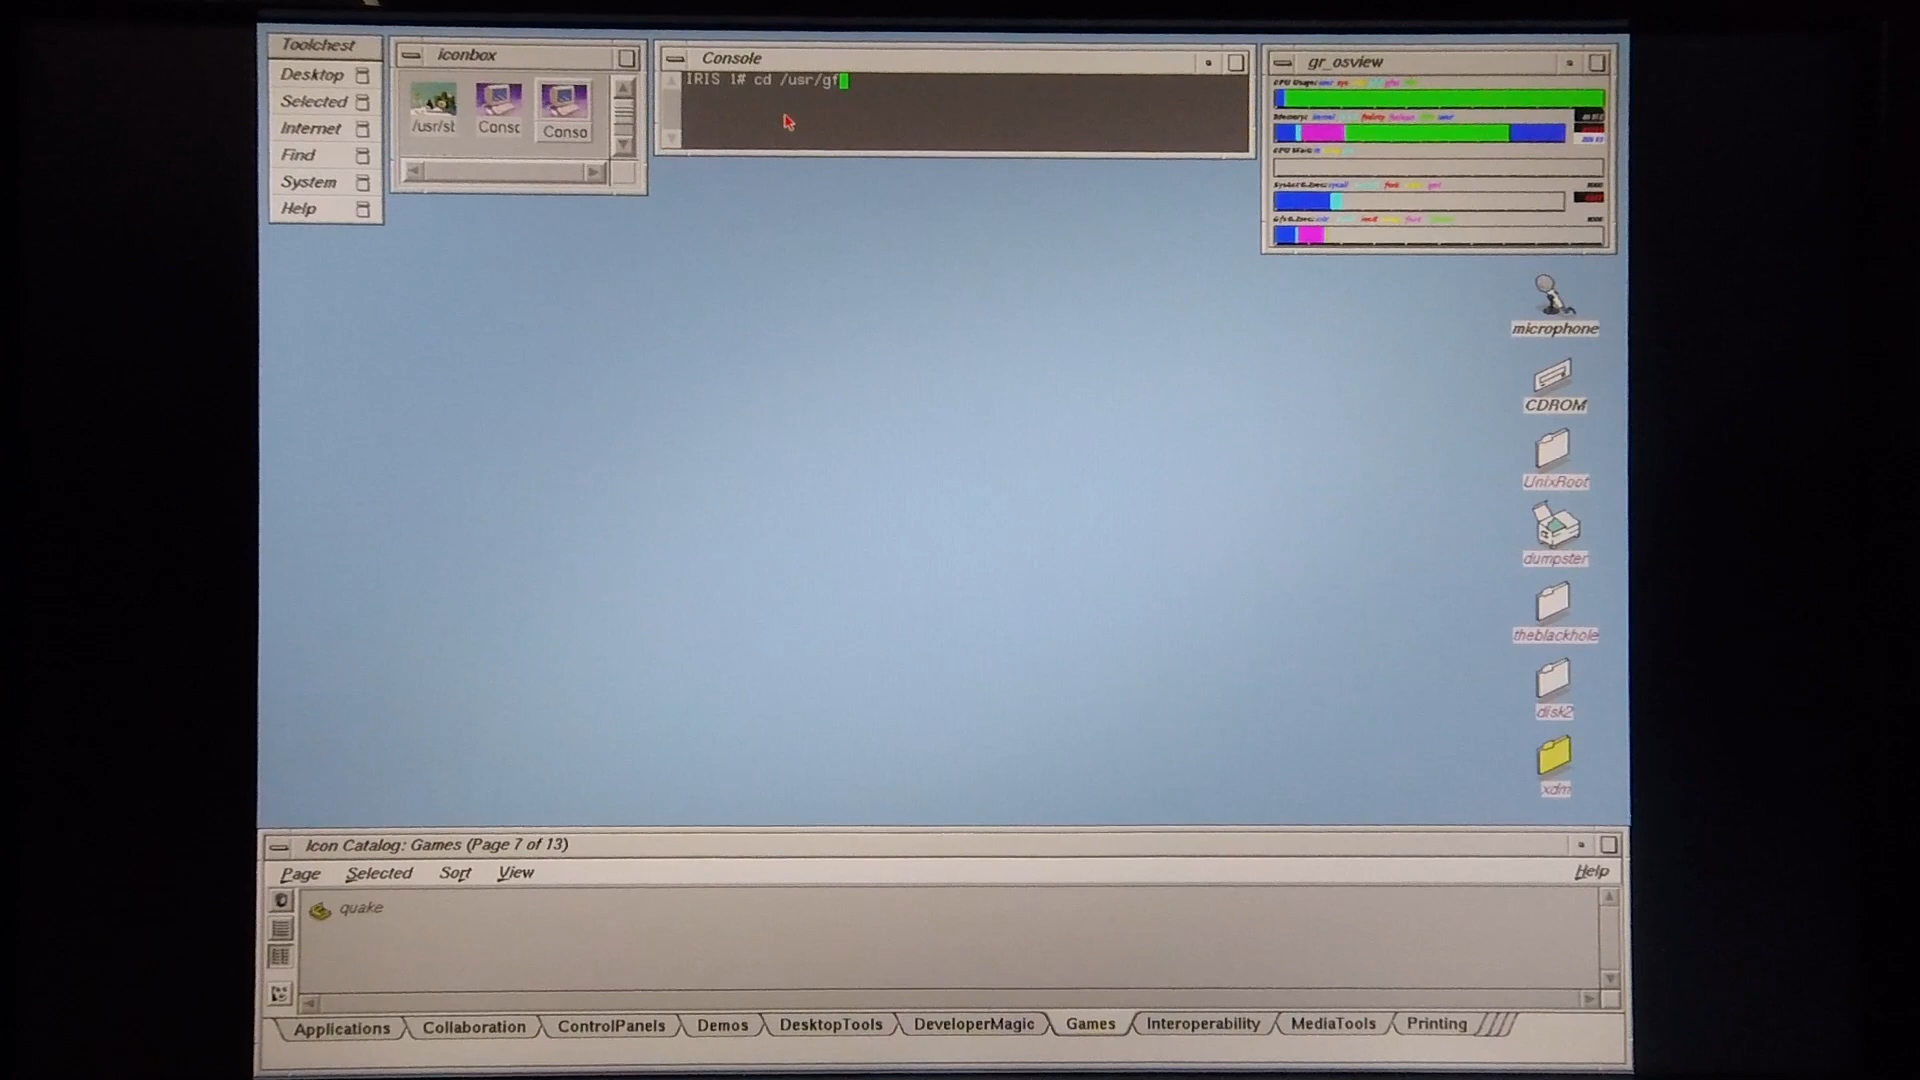 Toolchest
Desktop
Selected
Internet
Find
System
Help
iconbox
/usr/st
Consc
Conso
Console
IRIS 1# cd /usr/gf
gr_osview
microphone
CDROM
UnixRoot
dumpster
theblackhole
disk2
xdm
Icon Catalog: Games (Page 7 of 13)
Page Selected Sort View Help
quake
Applications Collaboration ControlPanels Demos DesktopTools DeveloperMagic Games Interoperability MediaTools Printing